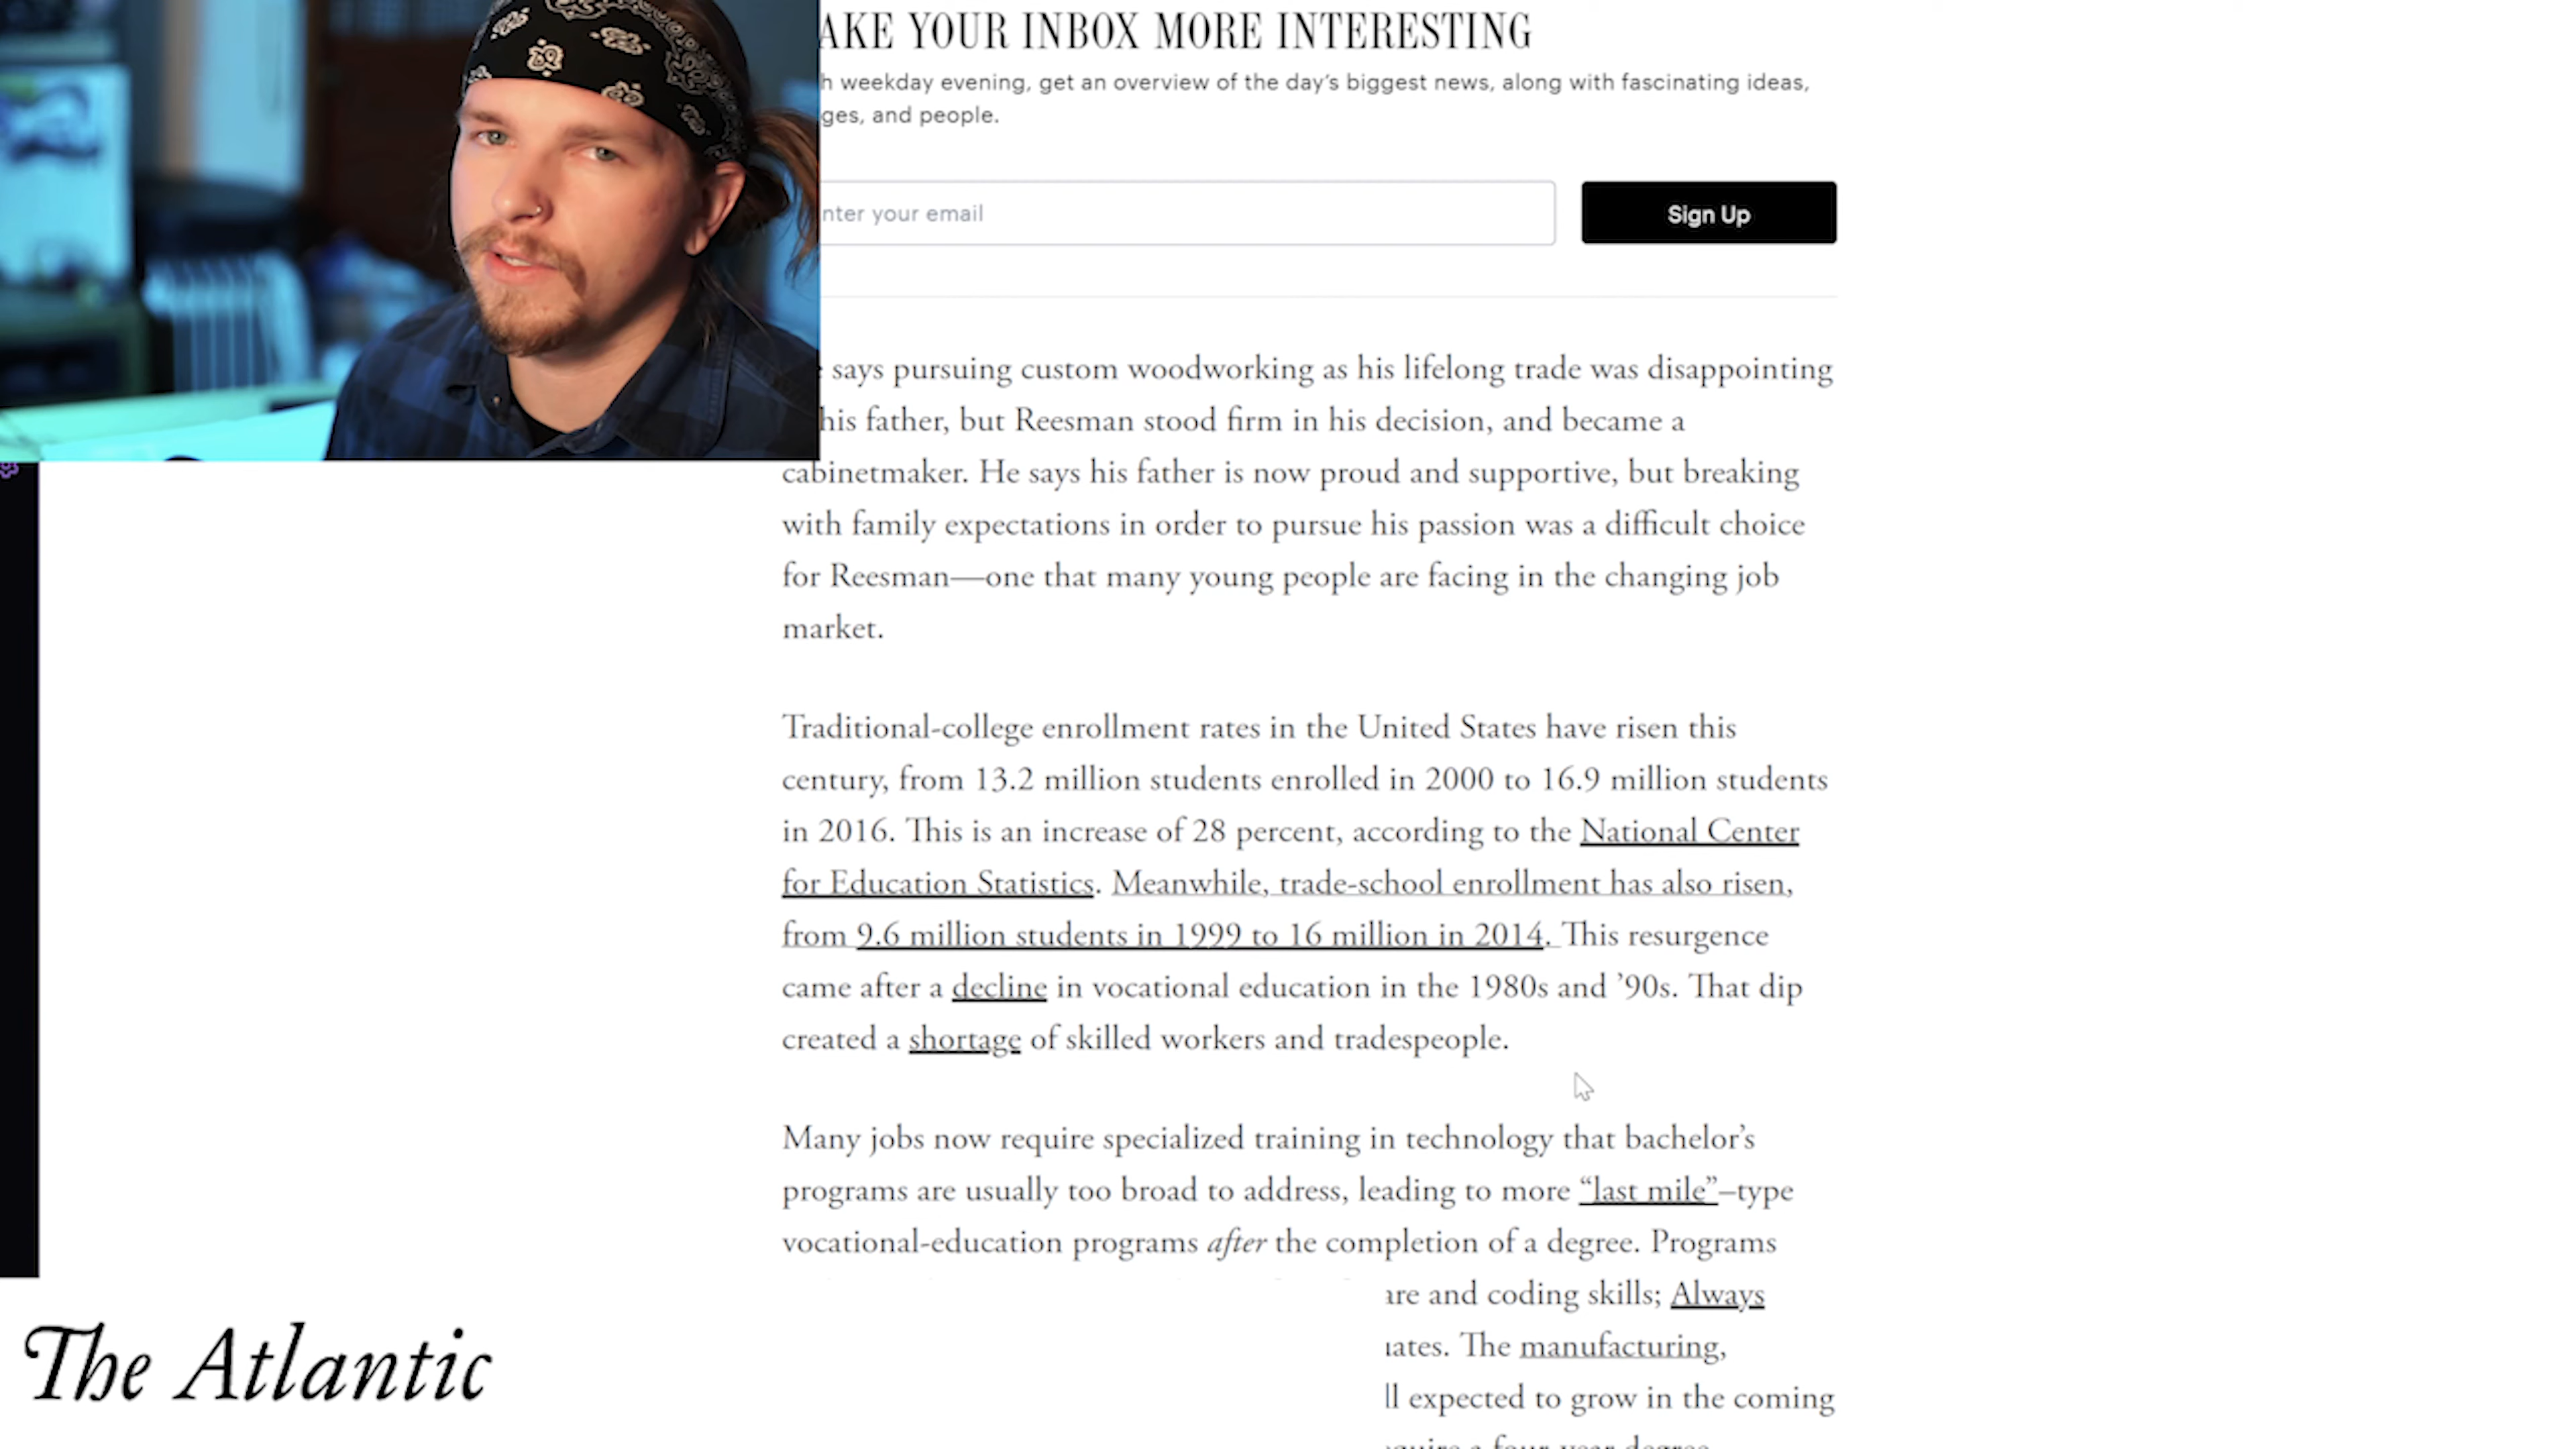 YOUR INBOX MORE INTERESTING
weekday evening, get an overview of the day's biggest news, along with fascinating ideas,
and people.
your email
Sign Up
says pursuing custom woodworking as his lifelong trade was disappointing
his father, but Reesman stood firm in his decision, and became a
cabinetmaker. He says his father is now proud and supportive, but breaking
with family expectations in order to pursue his passion was a difficult choice
for Reesman—one that many young people are facing in the changing job
market.
Traditional-college enrollment rates in the United States have risen this
century, from 13.2 million students enrolled in 2000 to 16.9 million students
in 2016. This is an increase of 28 percent, according to the National Center
for Education Statistics. Meanwhile, trade-school enrollment has also risen,
from 9.6 million students in 1999 to 16 million in 2014. This resurgence
came after a decline in vocational education in the 1980s and ’90s. That dip
created a shortage of skilled workers and tradespeople.
Many jobs now require specialized training in technology that bachelor’s
programs are usually too broad to address, leading to more “last mile”–type
vocational-education programs after the completion of a degree. Programs
and coding skills; Always
The manufacturing,
expected to grow in the coming
The Atlantic